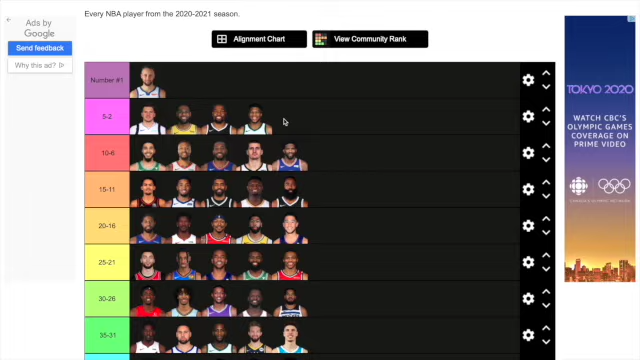 Every NBA player from the 2020-2021 season.
Ads by
Google
Send feedback
Why this ad?
Alignment Chart
View Community Rank
Number #1
5-2
10-6
15-11
20-16
25-21
30-26
35-31
TOKYO 2020
WATCH CBC'S
OLYMPIC GAMES
COVERAGE ON
PRIME VIDEO